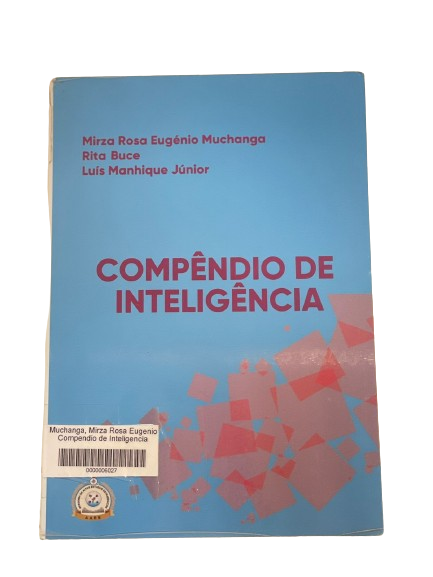 Mirza Rosa Eugénio Muchanga
Rita Buce
Luís Manhique Júnior
COMPÊNDIO DE
INTELIGÊNCIA
Muchanga, Mirza Rosa Eugenio
Compendio de Inteligencia
0000006027